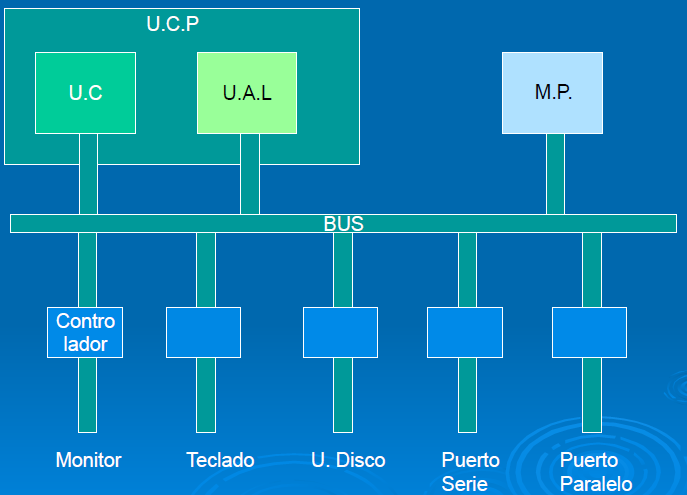 U.C.P
U.C
U.A.L
M.P.
BUS
Contro
lador
Monitor
Teclado
U. Disco
Puerto
Serie
Puerto
Paralelo